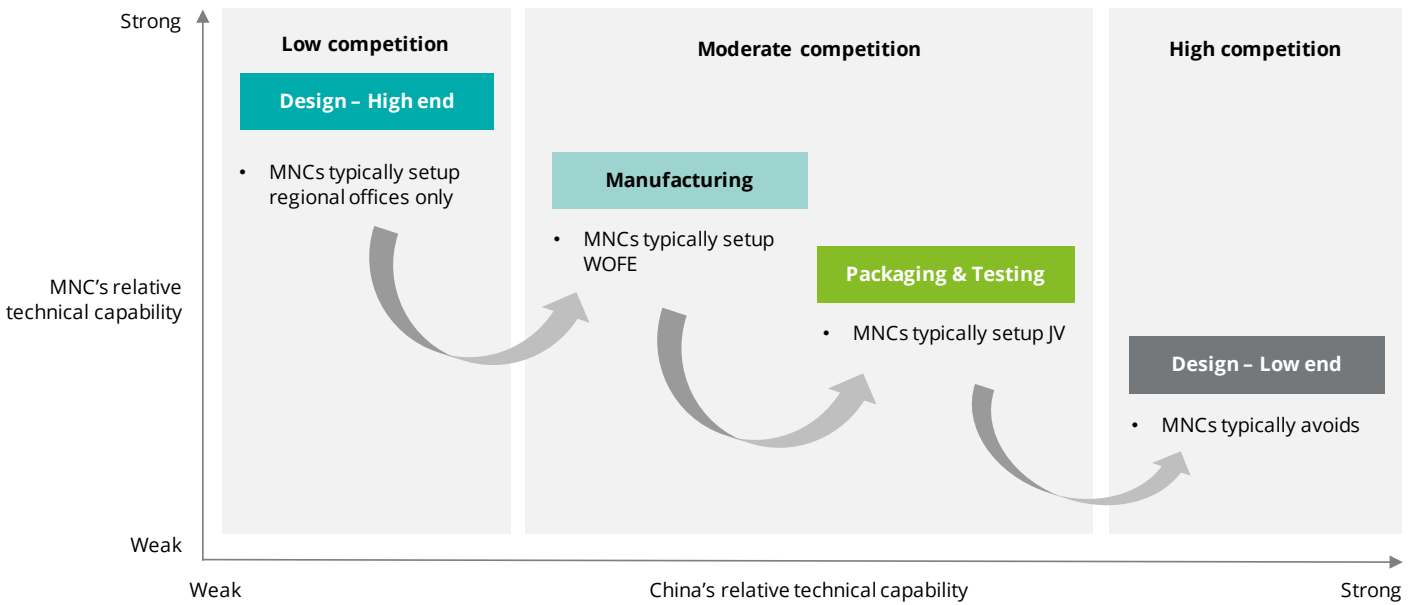 Strong
Low competition
Moderate competition
High competition
Design – High end
• MNCs typically setup
regional offices only
Manufacturing
• MNCs typically setup
WOFE
Packaging & Testing
• MNCs typically setup JV
Design – Low end
• MNCs typically avoids
MNC's relative
technical capability
Weak
Weak
China's relative technical capability
Strong